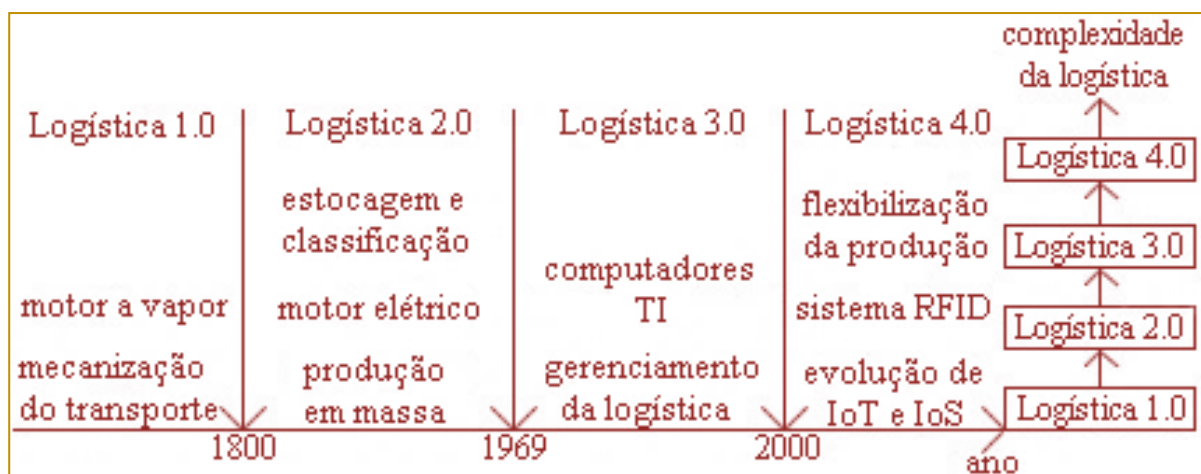 complexidade
da logística
Logística 1.0
Logística 2.0
Logística 3.0
Logística 4.0
motor a vapor
mecanização
do transporte
estocagem e
classificação
motor elétrico
produção
em massa
computadores
TI
gerenciamento
da logística
flexibilização
da produção
sistema RFID
evolução de
IoT e IoS
Logística 4.0
Logística 3.0
Logística 2.0
Logística 1.0
1800
1969
2000
ano